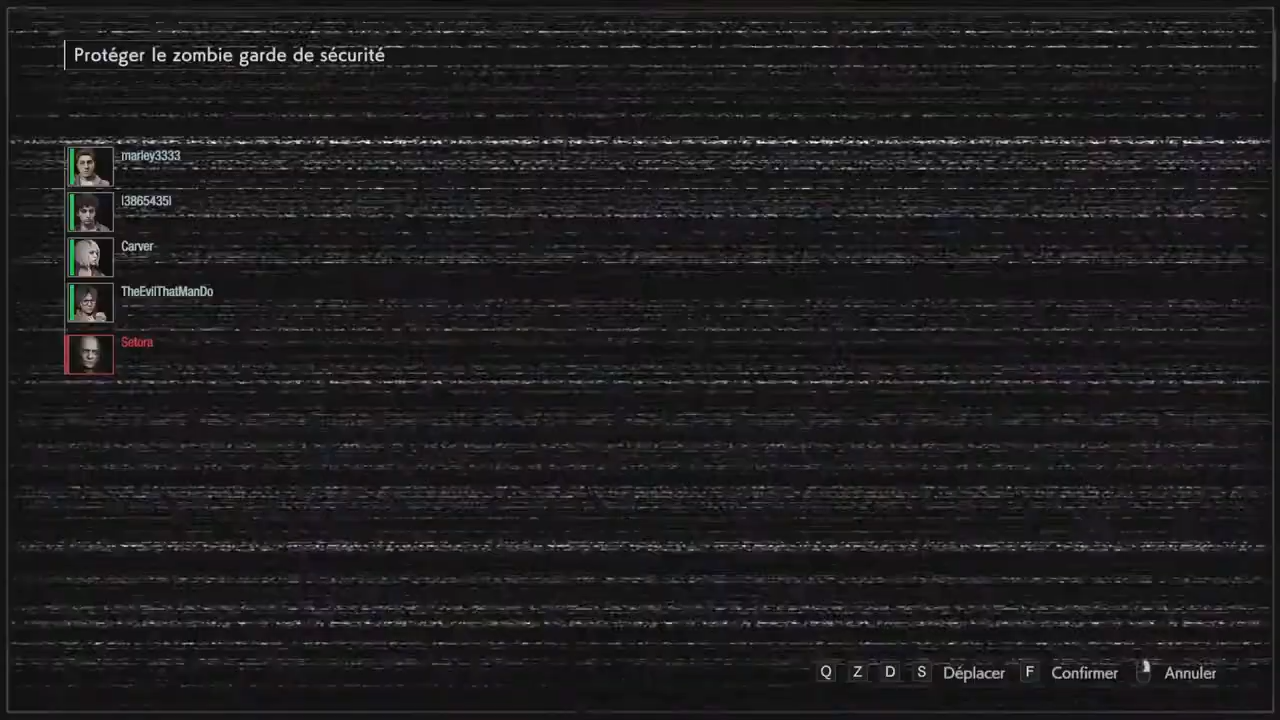 Protéger le zombie garde de sécurité
marley3333
l3865435l
Carver
TheEvilThatManDo
Setora
Q Z D S Déplacer F Confirmer Annuler